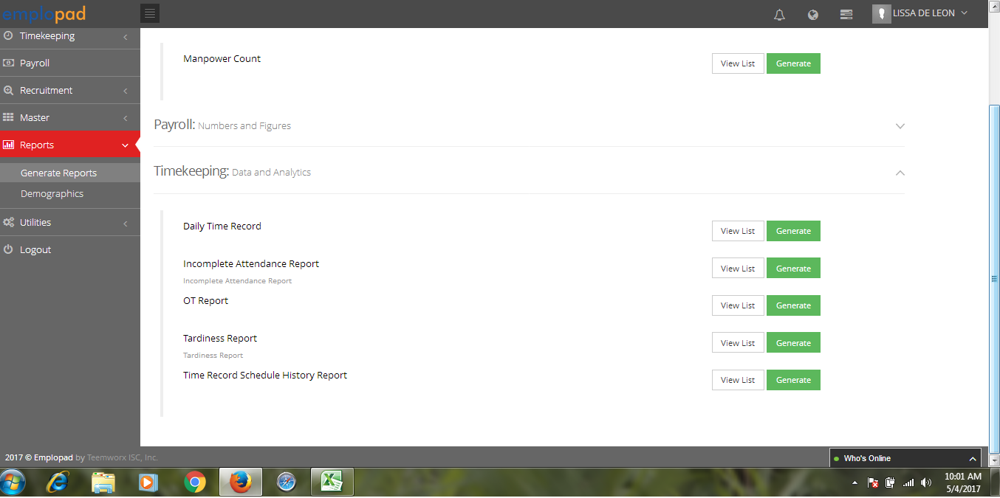 emplopad
LISSA DE LEON
Timekeeping
Payroll
Recruitment
Master
Reports
Generate Reports
Demographics
Utilities
Logout
Manpower Count
View List Generate
Payroll: Numbers and Figures
Timekeeping: Data and Analytics
Daily Time Record
View List Generate
Incomplete Attendance Report
Incomplete Attendance Report
View List Generate
OT Report
View List Generate
Tardiness Report
Tardiness Report
View List Generate
Time Record Schedule History Report
View List Generate
2017 © Emplopad by Teemworx ISC, Inc.
Who's Online
10:01 AM
5/4/2017